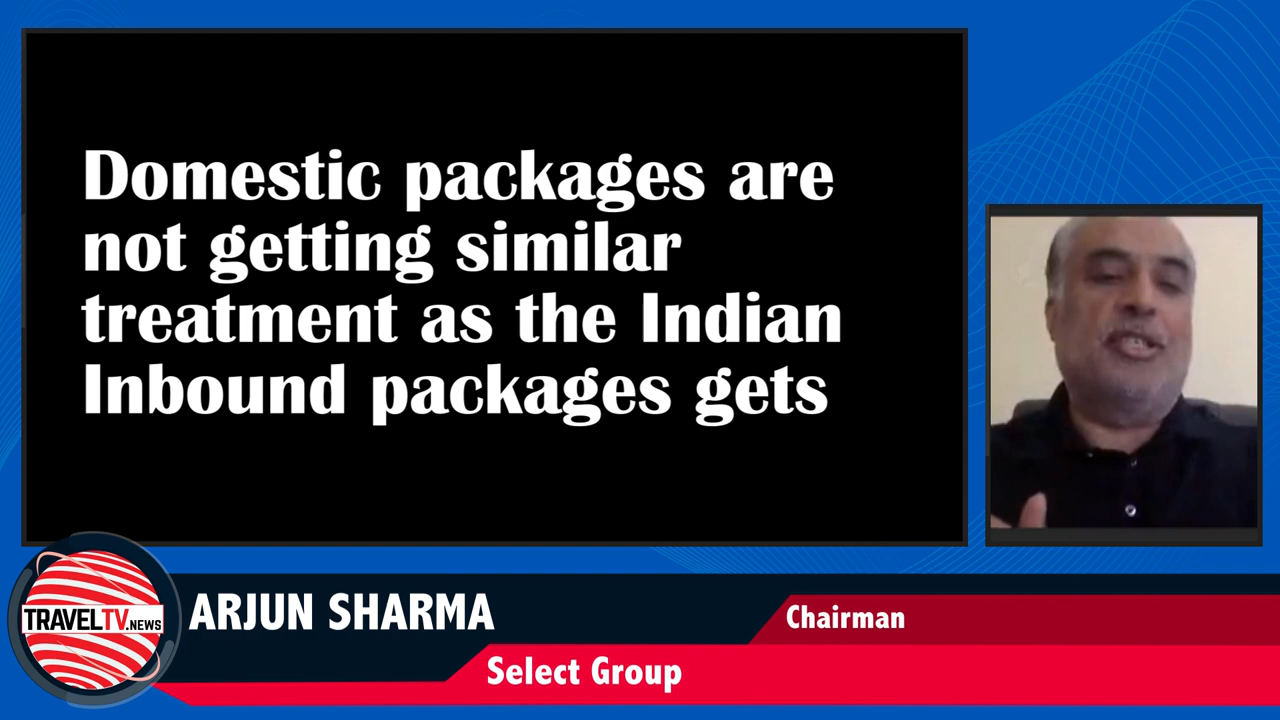 Domestic packages are
not getting similar
treatment as the Indian
Inbound packages gets
TRAVELTV.NEWS
ARJUN SHARMA
Chairman
Select Group